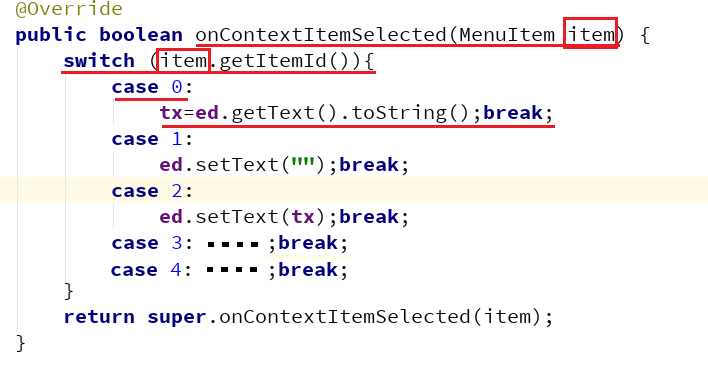 @Override
public boolean onContextItemSelected(MenuItem item) {
switch (item.getItemId()){
case 0:
tx=ed.getText().toString();break;
case 1:
ed.setText("");break;
case 2:
ed.setText(tx);break;
case 3: ▪▪▪▪ ;break;
case 4: ▪▪▪▪ ;break;
}
return super.onContextItemSelected(item);
}